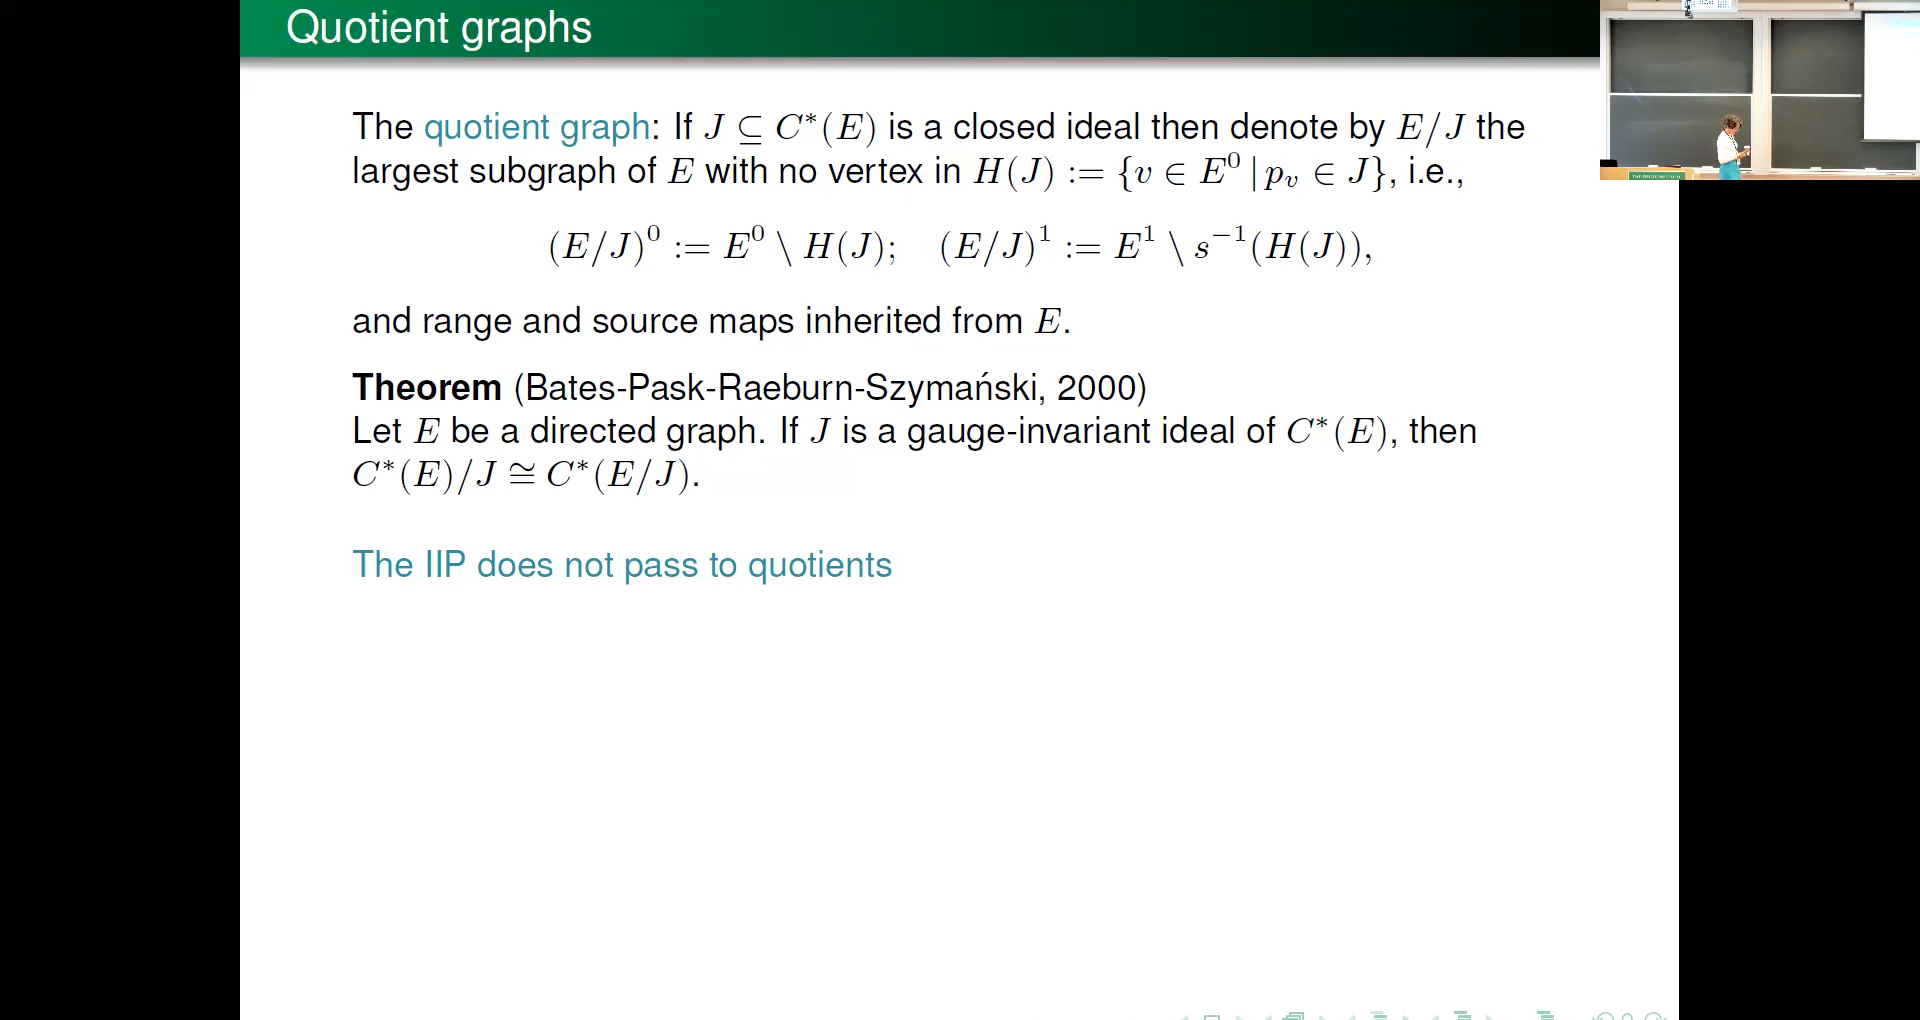 Quotient graphs
The quotient graph: If J ⊆ C*(E) is a closed ideal then denote by E/J the
largest subgraph of E with no vertex in H(J) := {v ∈ E⁰ | pᵥ ∈ J}, i.e.,
(E/J)⁰ := E⁰ \ H(J); (E/J)¹ := E¹ \ s⁻¹(H(J)),
and range and source maps inherited from E.
Theorem (Bates-Pask-Raeburn-Szymański, 2000)
Let E be a directed graph. If J is a gauge-invariant ideal of C*(E), then
C*(E)/J ≅ C*(E/J).
The IIP does not pass to quotients